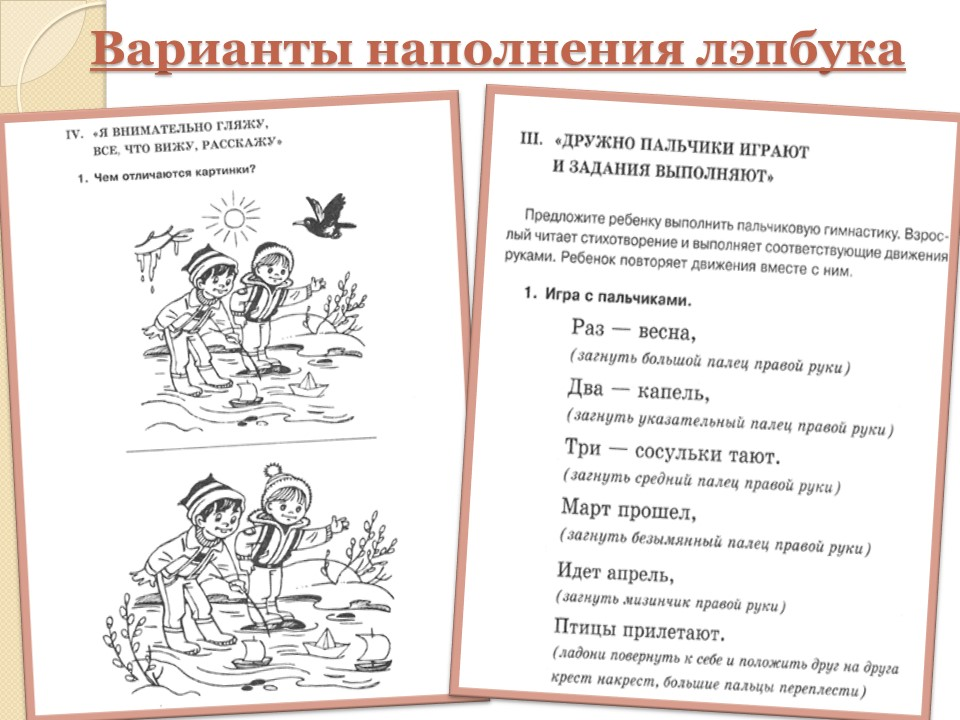 Варианты наполнения лэпбука
IV. «Я ВНИМАТЕЛЬНО ГЛЯЖУ,
ВСЕ, ЧТО ВИЖУ, РАССКАЖУ»
1. Чем отличаются картинки?
III. «ДРУЖНО ПАЛЬЧИКИ ИГРАЮТ
И ЗАДАНИЯ ВЫПОЛНЯЮТ»
Предложите ребенку выполнить пальчиковую гимнастику. Взрос-
лый читает стихотворение и выполняет соответствующие движения
руками. Ребенок повторяет движения вместе с ним.
1. Игра с пальчиками.
Раз — весна,
(загнуть большой палец правой руки)
Два — капель,
(загнуть указательный палец правой руки)
Три — сосульки тают.
(загнуть средний палец правой руки)
Март прошел,
(загнуть безымянный палец правой руки)
Идет апрель,
(загнуть мизинчик правой руки)
Птицы прилетают.
(ладони повернуть к себе и положить друг на друга
крест накрест, большие пальцы переплести)